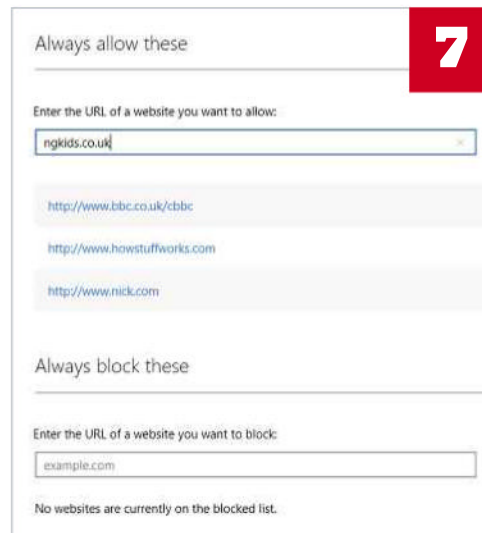 Always allow these
7
Enter the URL of a website you want to allow:
ngkids.co.uk
http://www.bbc.co.uk/cbbc
http://www.howstuffworks.com
http://www.nick.com
Always block these
Enter the URL of a website you want to block:
example.com
No websites are currently on the blocked list.